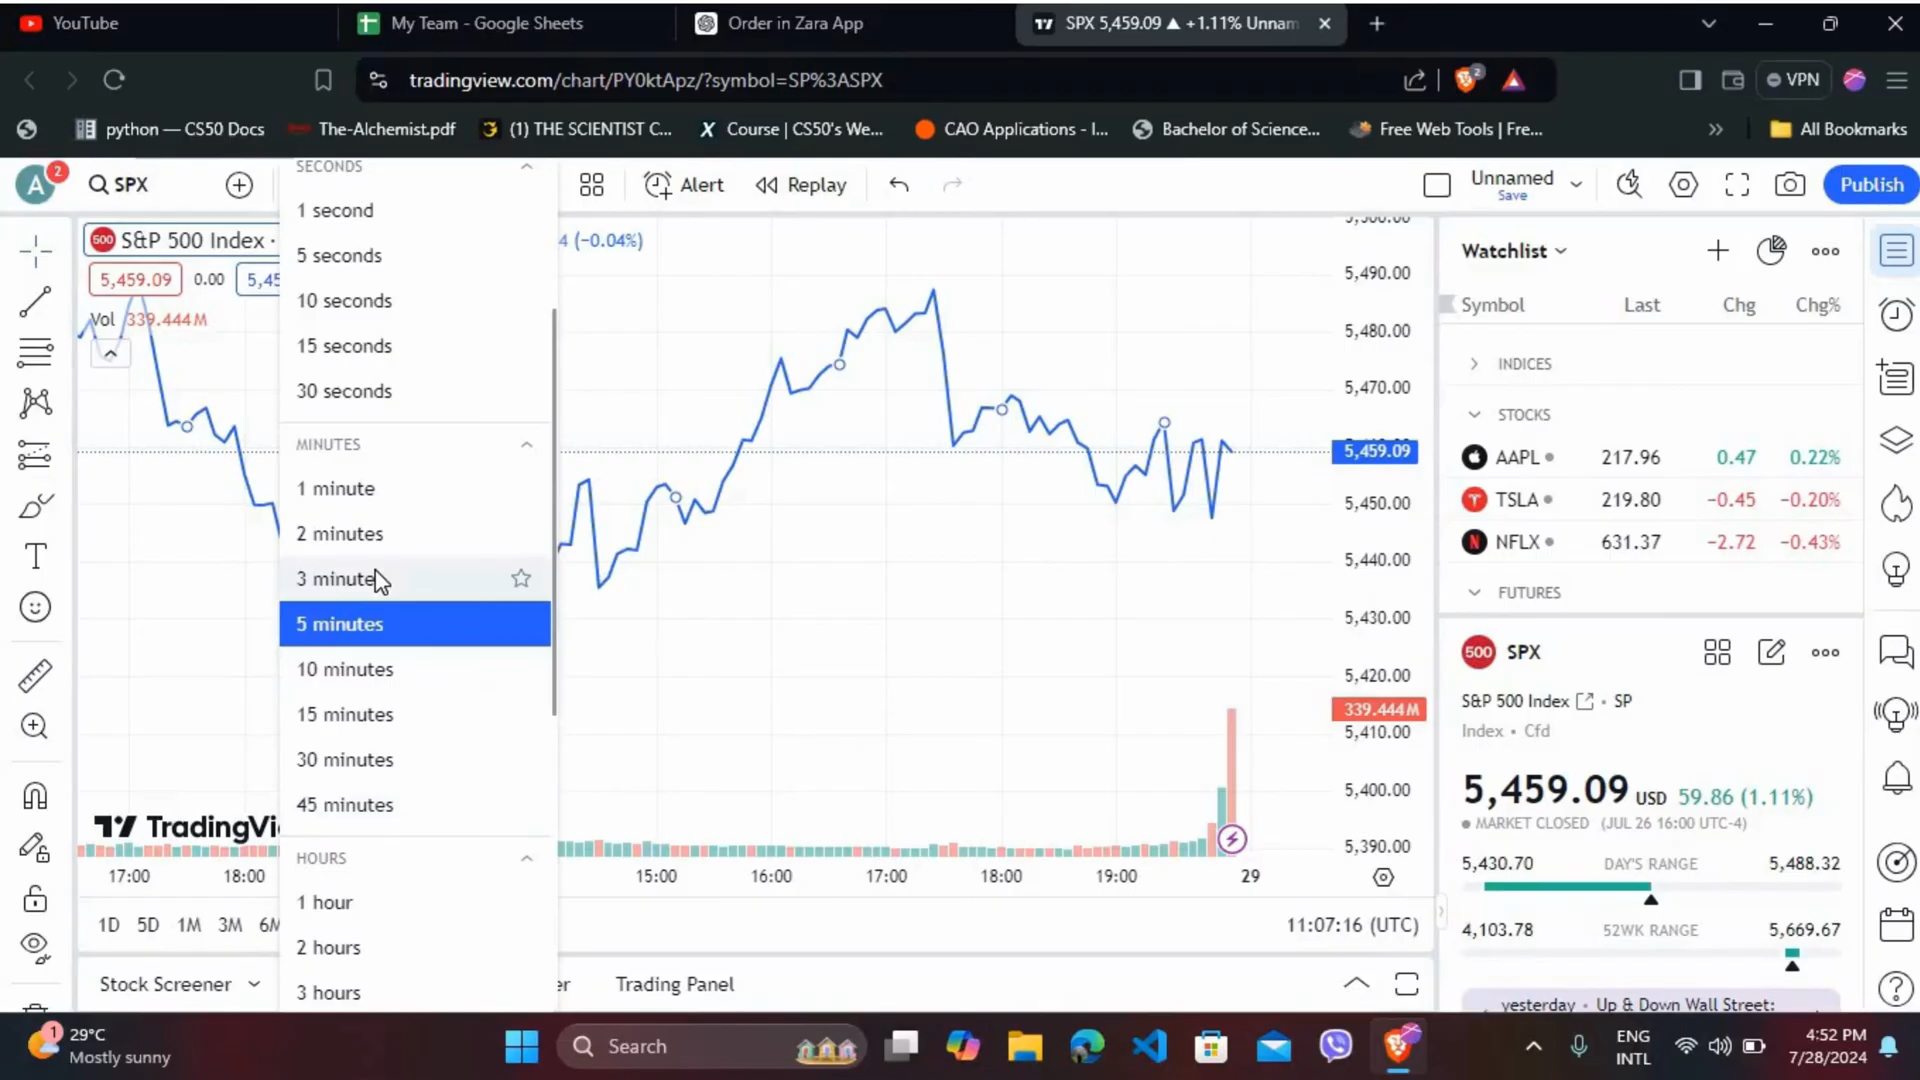 YouTube
My Team - Google Sheets
Order in Zara App
SPX 5,459.09 ▲ +1.11% Unnam
tradingview.com/chart/PY0ktApz/?symbol=SP%3ASPX
2
VPN
python — CS50 Docs
The-Alchemist.pdf
(1) THE SCIENTIST C...
Course | CS50's We...
CAO Applications - I...
Bachelor of Science...
Free Web Tools | Fre...
All Bookmarks
A
2
SPX
Alert
Replay
Unnamed
Save
Publish
500
S&P 500 Index ·
4 (−0.04%)
5,459.09
0.00
5,45
Vol
339.444M
SECONDS
1 second
5 seconds
10 seconds
15 seconds
30 seconds
MINUTES
1 minute
2 minutes
3 minute
5 minutes
10 minutes
15 minutes
30 minutes
45 minutes
HOURS
1 hour
2 hours
3 hours
5,490.00
5,480.00
5,470.00
5,459.09
5,450.00
5,440.00
5,430.00
5,420.00
339.444M
5,410.00
5,400.00
5,390.00
TradingVi
17:00
18:00
15:00
16:00
17:00
18:00
19:00
29
1D
5D
1M
3M
6M
11:07:16 (UTC)
Stock Screener
er
Trading Panel
Watchlist
Symbol
Last
Chg
Chg%
INDICES
STOCKS
AAPL
217.96
0.47
0.22%
TSLA
219.80
−0.45
−0.20%
NFLX
631.37
−2.72
−0.43%
FUTURES
500
SPX
S&P 500 Index • SP
Index • Cfd
5,459.09 USD 59.86 (1.11%)
MARKET CLOSED (JUL 26 16:00 UTC-4)
5,430.70
DAY'S RANGE
5,488.32
4,103.78
52WK RANGE
5,669.67
yesterday • Up & Down Wall Street:
1
29°C
Mostly sunny
Search
ENG
INTL
4:52 PM
7/28/2024